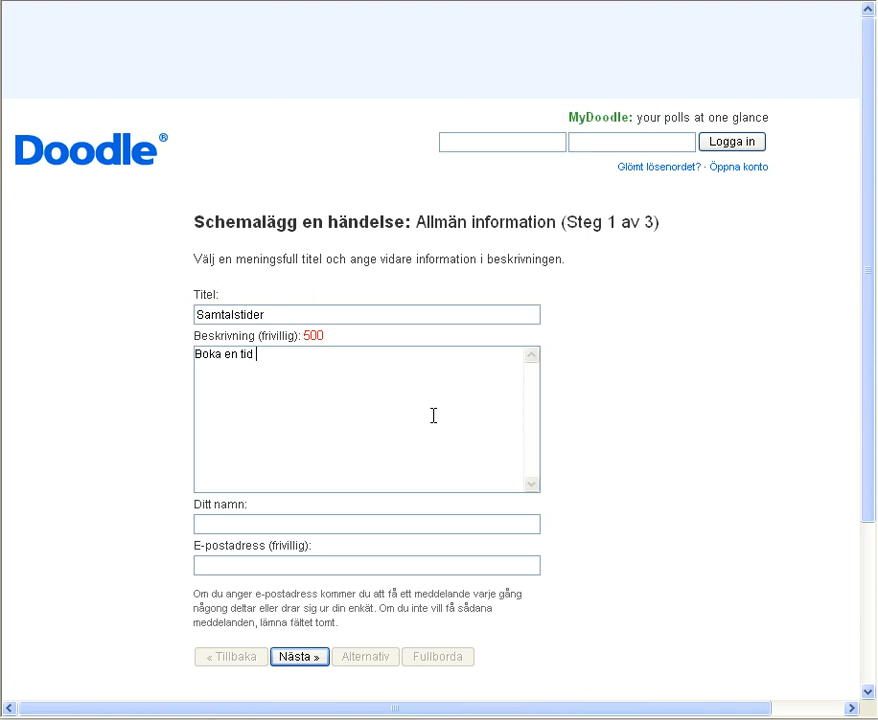 MyDoodle: your polls at one glance
Doodle®
Logga in
Glömt lösenordet? · Öppna konto
Schemalägg en händelse: Allmän information (Steg 1 av 3)
Välj en meningsfull titel och ange vidare information i beskrivningen.
Titel:
Samtalstider
Beskrivning (frivillig): 500
Boka en tid
Ditt namn:
E-postadress (frivillig):
Om du anger e-postadress kommer du att få ett meddelande varje gång
någong deltar eller drar sig ur din enkät. Om du inte vill få sådana
meddelanden, lämna fältet tomt.
« Tillbaka Nästa » Alternativ Fullborda